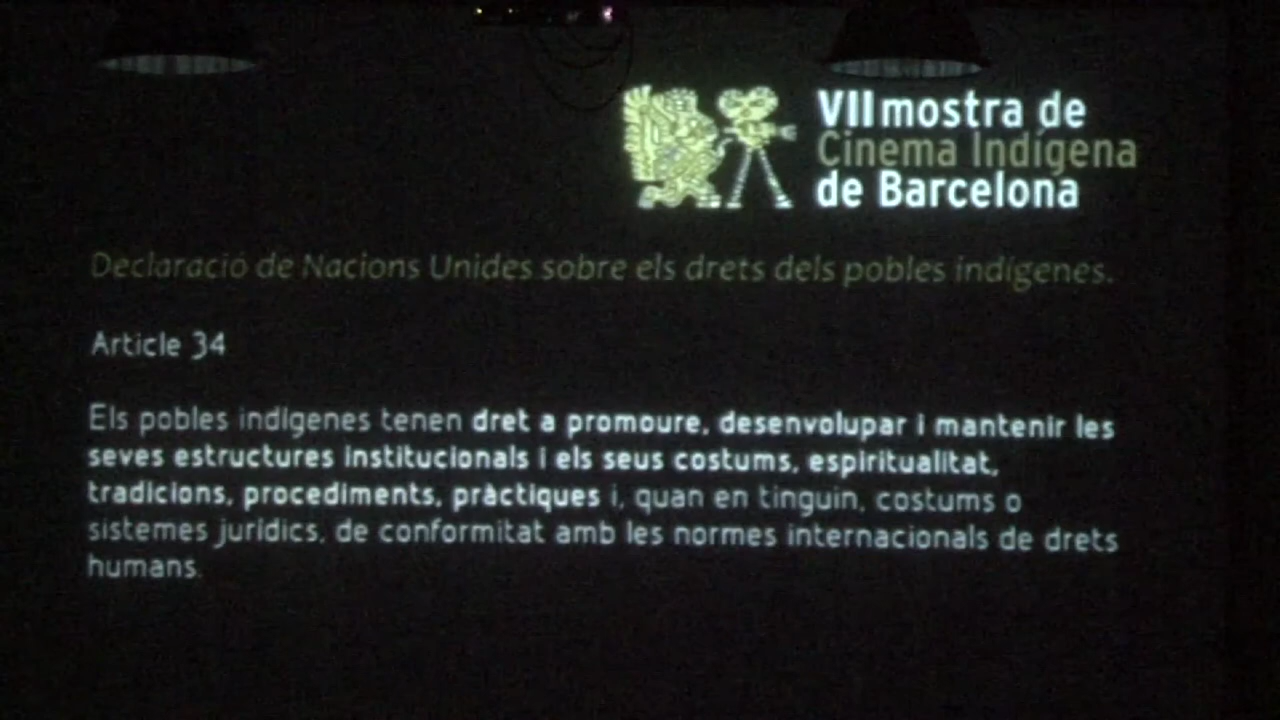 VII mostra de
Cinema Indígena
de Barcelona
Declaració de Nacions Unides sobre els drets dels pobles indígenes.
Article 34
Els pobles indígenes tenen dret a promoure, desenvolupar i mantenir les
seves estructures institucionals i els seus costums, espiritualitat,
tradicions, procediments, pràctiques i, quan en tinguin, costums o
sistemes jurídics, de conformitat amb les normes internacionals de drets
humans.